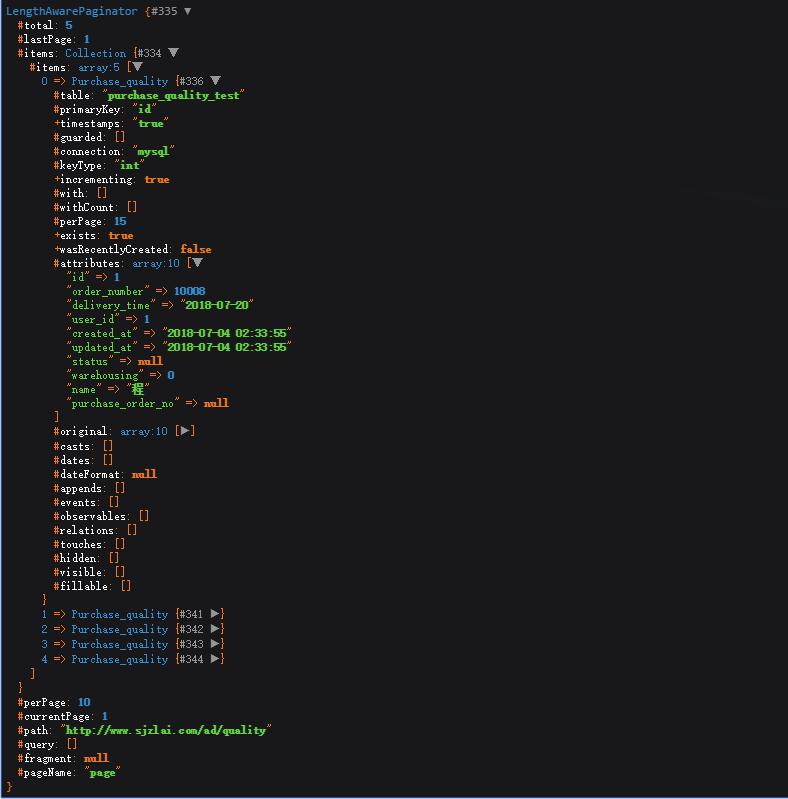 LengthAwarePaginator {#335 ▼
#total: 5
#lastPage: 1
#items: Collection {#334 ▼
#items: array:5 [▼
0 => Purchase_quality {#336 ▼
#table: "purchase_quality_test"
#primaryKey: "id"
+timestamps: "true"
#guarded: []
#connection: "mysql"
#keyType: "int"
+incrementing: true
#with: []
#withCount: []
#perPage: 15
+exists: true
+wasRecentlyCreated: false
#attributes: array:10 [▼
"id" => 1
"order_number" => 10008
"delivery_time" => "2018-07-20"
"user_id" => 1
"created_at" => "2018-07-04 02:33:55"
"updated_at" => "2018-07-04 02:33:55"
"status" => null
"warehousing" => 0
"name" => "程"
"purchase_order_no" => null
]
#original: array:10 [▶]
#casts: []
#dates: []
#dateFormat: null
#appends: []
#events: []
#observables: []
#relations: []
#touches: []
#hidden: []
#visible: []
#fillable: []
}
1 => Purchase_quality {#341 ▶}
2 => Purchase_quality {#342 ▶}
3 => Purchase_quality {#343 ▶}
4 => Purchase_quality {#344 ▶}
]
}
#perPage: 10
#currentPage: 1
#path: "http://www.sjzlai.com/ad/quality"
#query: []
#fragment: null
#pageName: "page"
}